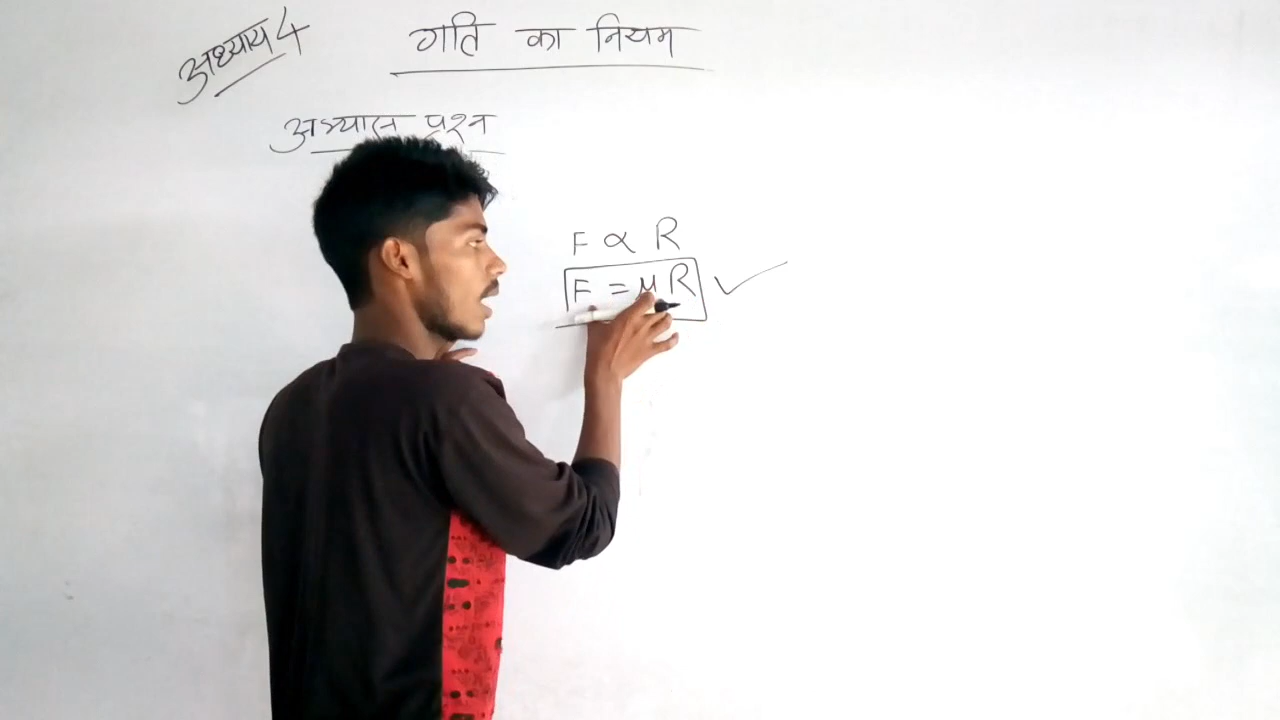 अध्याय 4
गति का नियम
अभ्यास प्रश्न
F ∝ R
F = μR